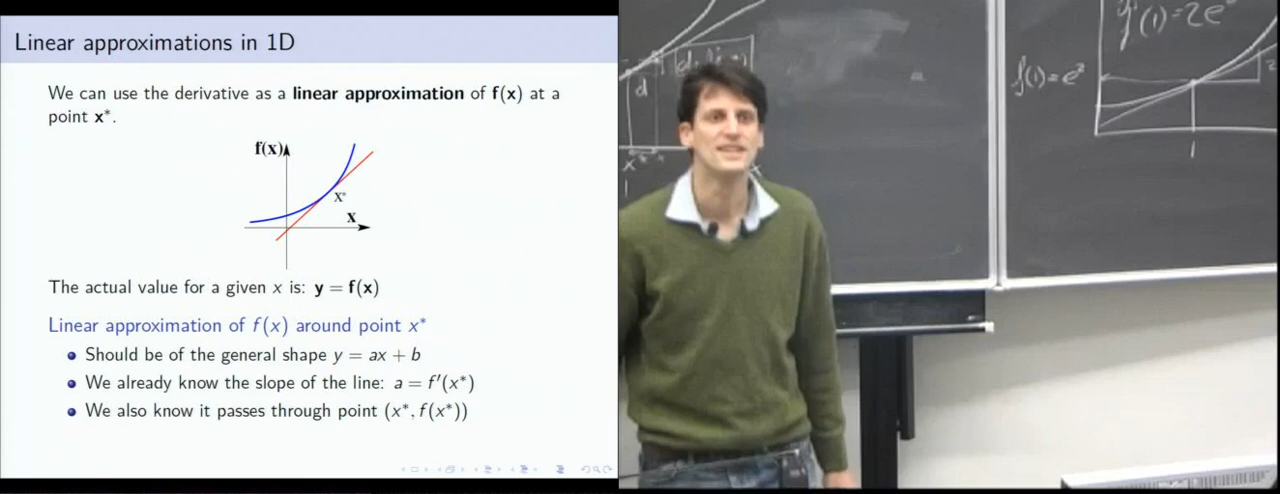 Linear approximations in 1D
We can use the derivative as a linear approximation of f(x) at a
point x*.
f(x)
x*
x
The actual value for a given x is: y = f(x)
Linear approximation of f(x) around point x*
Should be of the general shape y = ax + b
We already know the slope of the line: a = f′(x*)
We also know it passes through point (x*, f(x*))
d
x
1
f'(1)=2e²
f(1)=e²
1